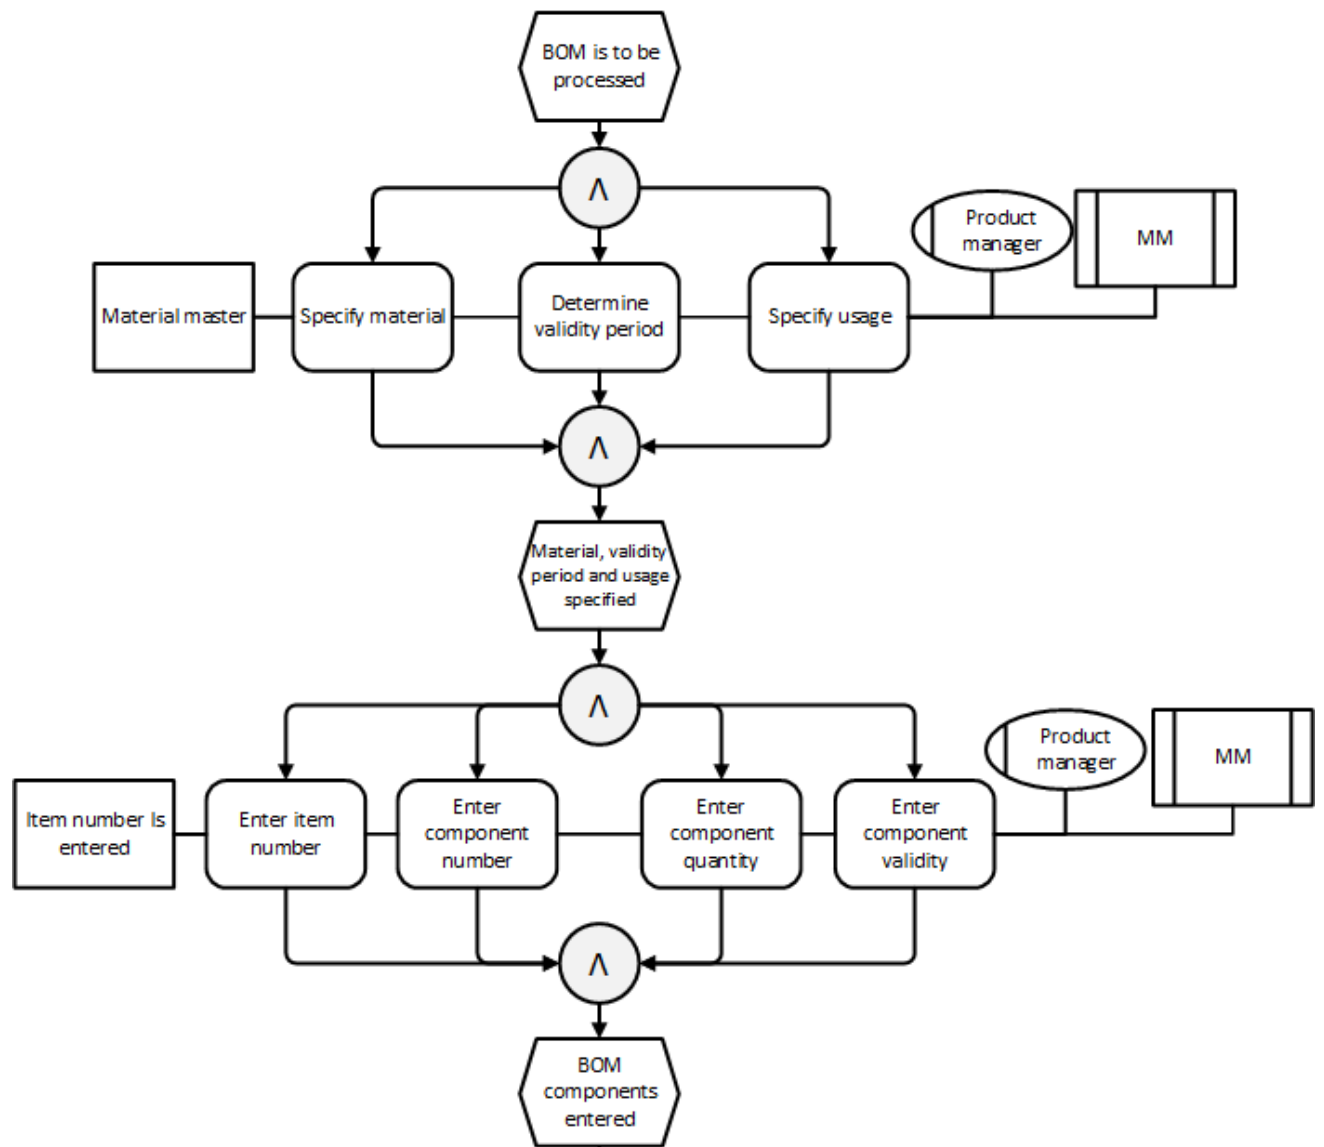 BOM is to be
processed
Λ
Product
manager
MM
Material master
Specify material
Determine
validity period
Specify usage
Λ
Material, validity
period and usage
specified
Λ
Product
manager
MM
Item number Is
entered
Enter item
number
Enter
component
number
Enter
component
quantity
Enter
component
validity
Λ
BOM
components
entered